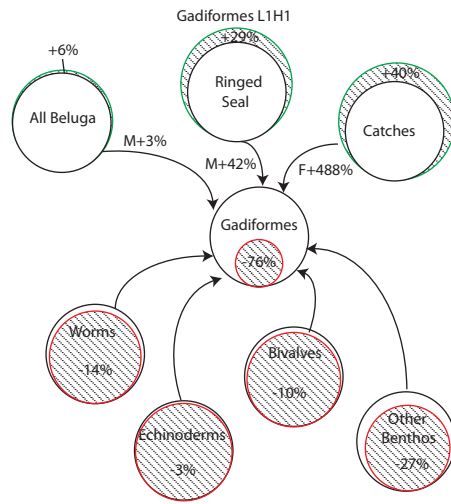 Gadiformes L1H1
+6%
+29%
+40%
All Beluga
Ringed
Seal
Catches
M+3%
M+42%
F+488%
Gadiformes
-76%
Worms
-14%
Bivalves
-10%
Echinoderms
-3%
Other
Benthos
-27%